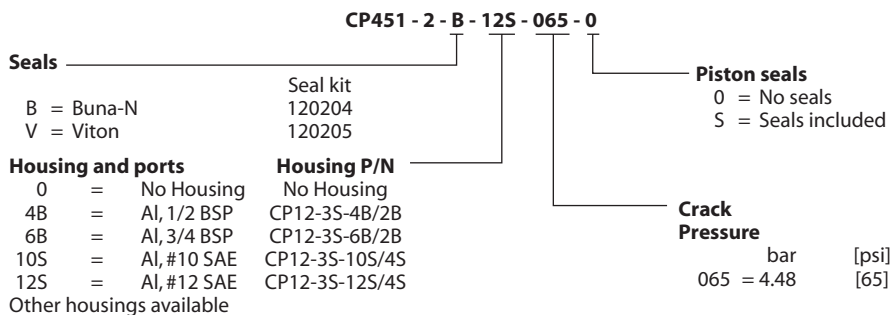 CP451 - 2 - B - 12S - 065 - 0
Seals
Seal kit
B = Buna-N 120204
V = Viton 120205
Housing and ports Housing P/N
0 = No Housing No Housing
4B = Al, 1/2 BSP CP12-3S-4B/2B
6B = Al, 3/4 BSP CP12-3S-6B/2B
10S = Al, #10 SAE CP12-3S-10S/4S
12S = Al, #12 SAE CP12-3S-12S/4S
Other housings available
Piston seals
0 = No seals
S = Seals included
Crack
Pressure
bar [psi]
065 = 4.48 [65]